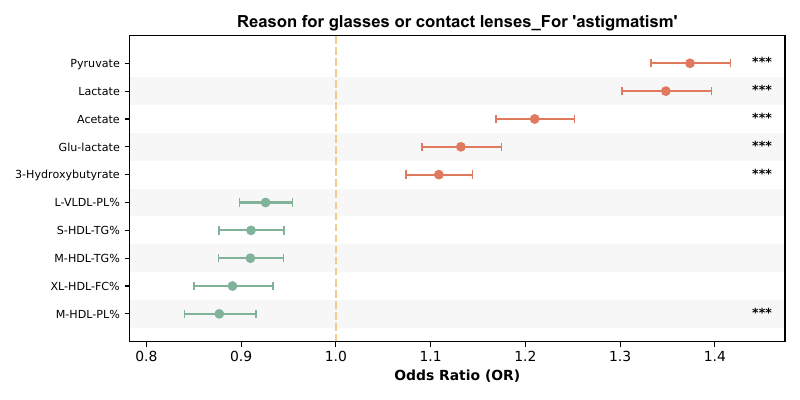 Reason for glasses or contact lenses_For 'astigmatism'
Pyruvate ***
Lactate ***
Acetate ***
Glu-lactate ***
3-Hydroxybutyrate ***
L-VLDL-PL%
S-HDL-TG%
M-HDL-TG%
XL-HDL-FC%
M-HDL-PL% ***
0.8 0.9 1.0 1.1 1.2 1.3 1.4
Odds Ratio (OR)